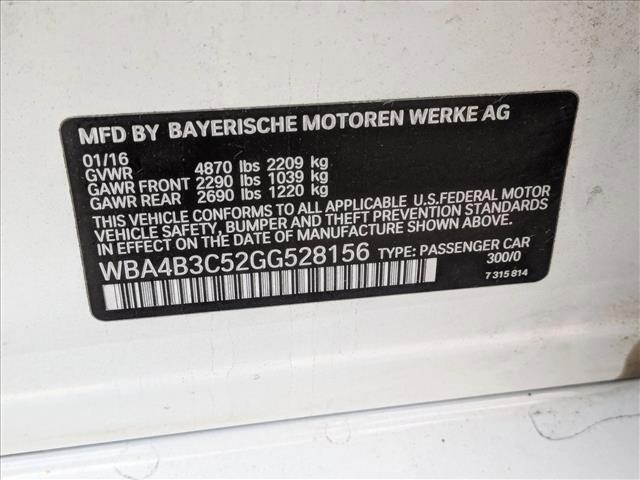 MFD BY BAYERISCHE MOTOREN WERKE AG
01/16
GVWR 4870 lbs 2209 kg
GAWR FRONT 2290 lbs 1039 kg
GAWR REAR 2690 lbs 1220 kg
THIS VEHICLE CONFORMS TO ALL APPLICABLE U.S.FEDERAL MOTOR
VEHICLE SAFETY, BUMPER AND THEFT PREVENTION STANDARDS
IN EFFECT ON THE DATE OF MANUFACTURE SHOWN ABOVE.
WBA4B3C52GG528156 TYPE: PASSENGER CAR
300/0
7 315 814